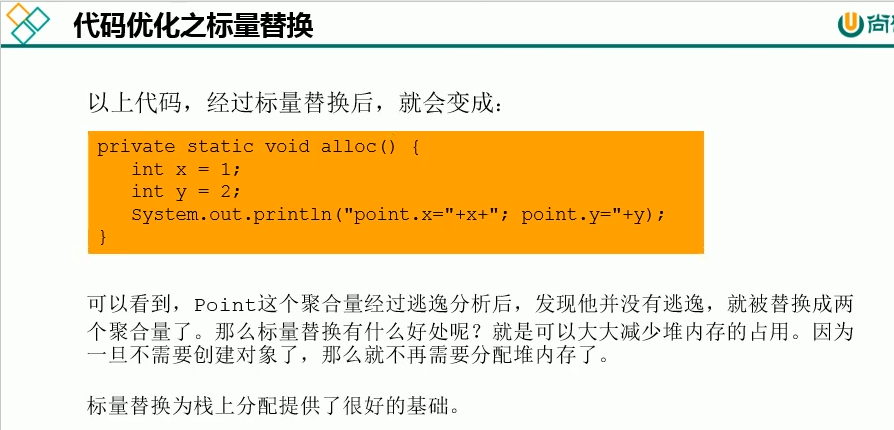 代码优化之标量替换
尚
以上代码，经过标量替换后，就会变成：
private static void alloc() {
int x = 1;
int y = 2;
System.out.println("point.x="+x+"; point.y="+y);
}
可以看到，Point这个聚合量经过逃逸分析后，发现他并没有逃逸，就被替换成两
个聚合量了。那么标量替换有什么好处呢？就是可以大大减少堆内存的占用。因为
一旦不需要创建对象了，那么就不再需要分配堆内存了。
标量替换为栈上分配提供了很好的基础。